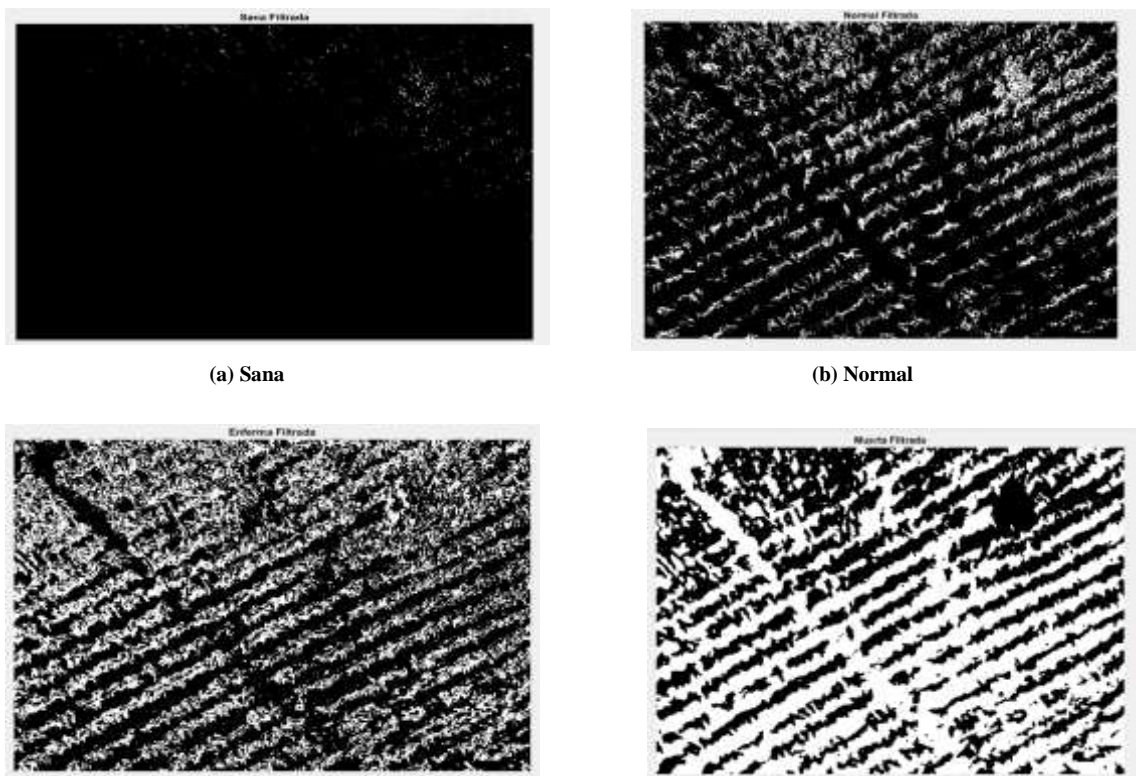 Sana Filtrada
Normal Filtrada
(a) Sana
(b) Normal
Enferma Filtrada
Muerta Filtrada